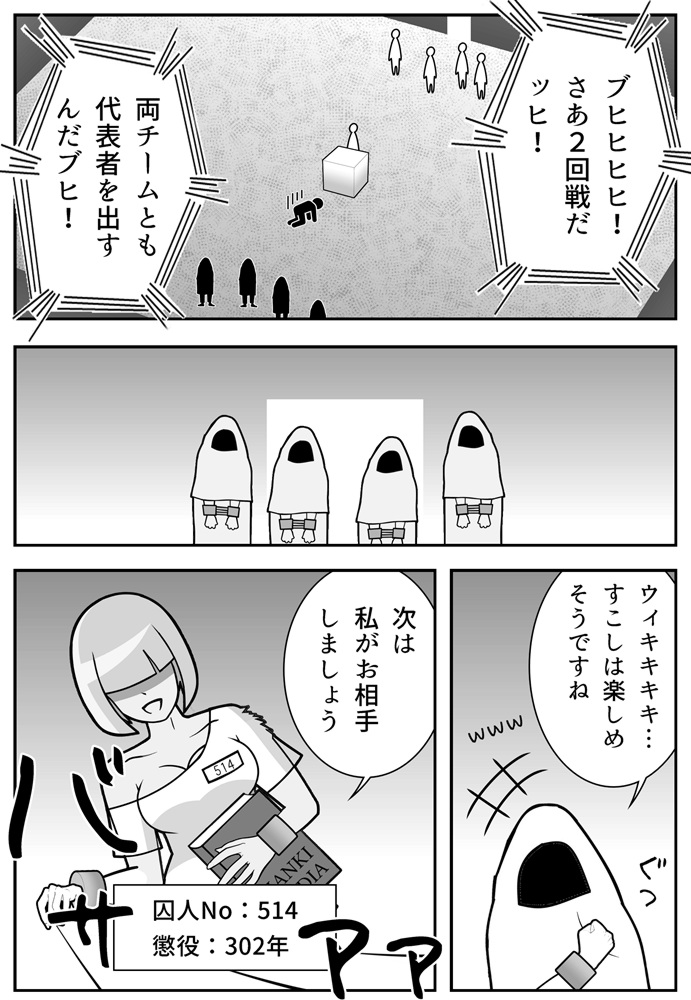 ブヒヒヒヒ！
さあ２回戦だ
ッヒ！
両チームとも
代表者を出す
んだブヒ！
ウィキキキキ…
すこしは楽しめ
そうですね
www
ぐっ
次は
私がお相手
しましょう
514
ANKI
DIA
バサァァ
囚人No：514
懲役：302年